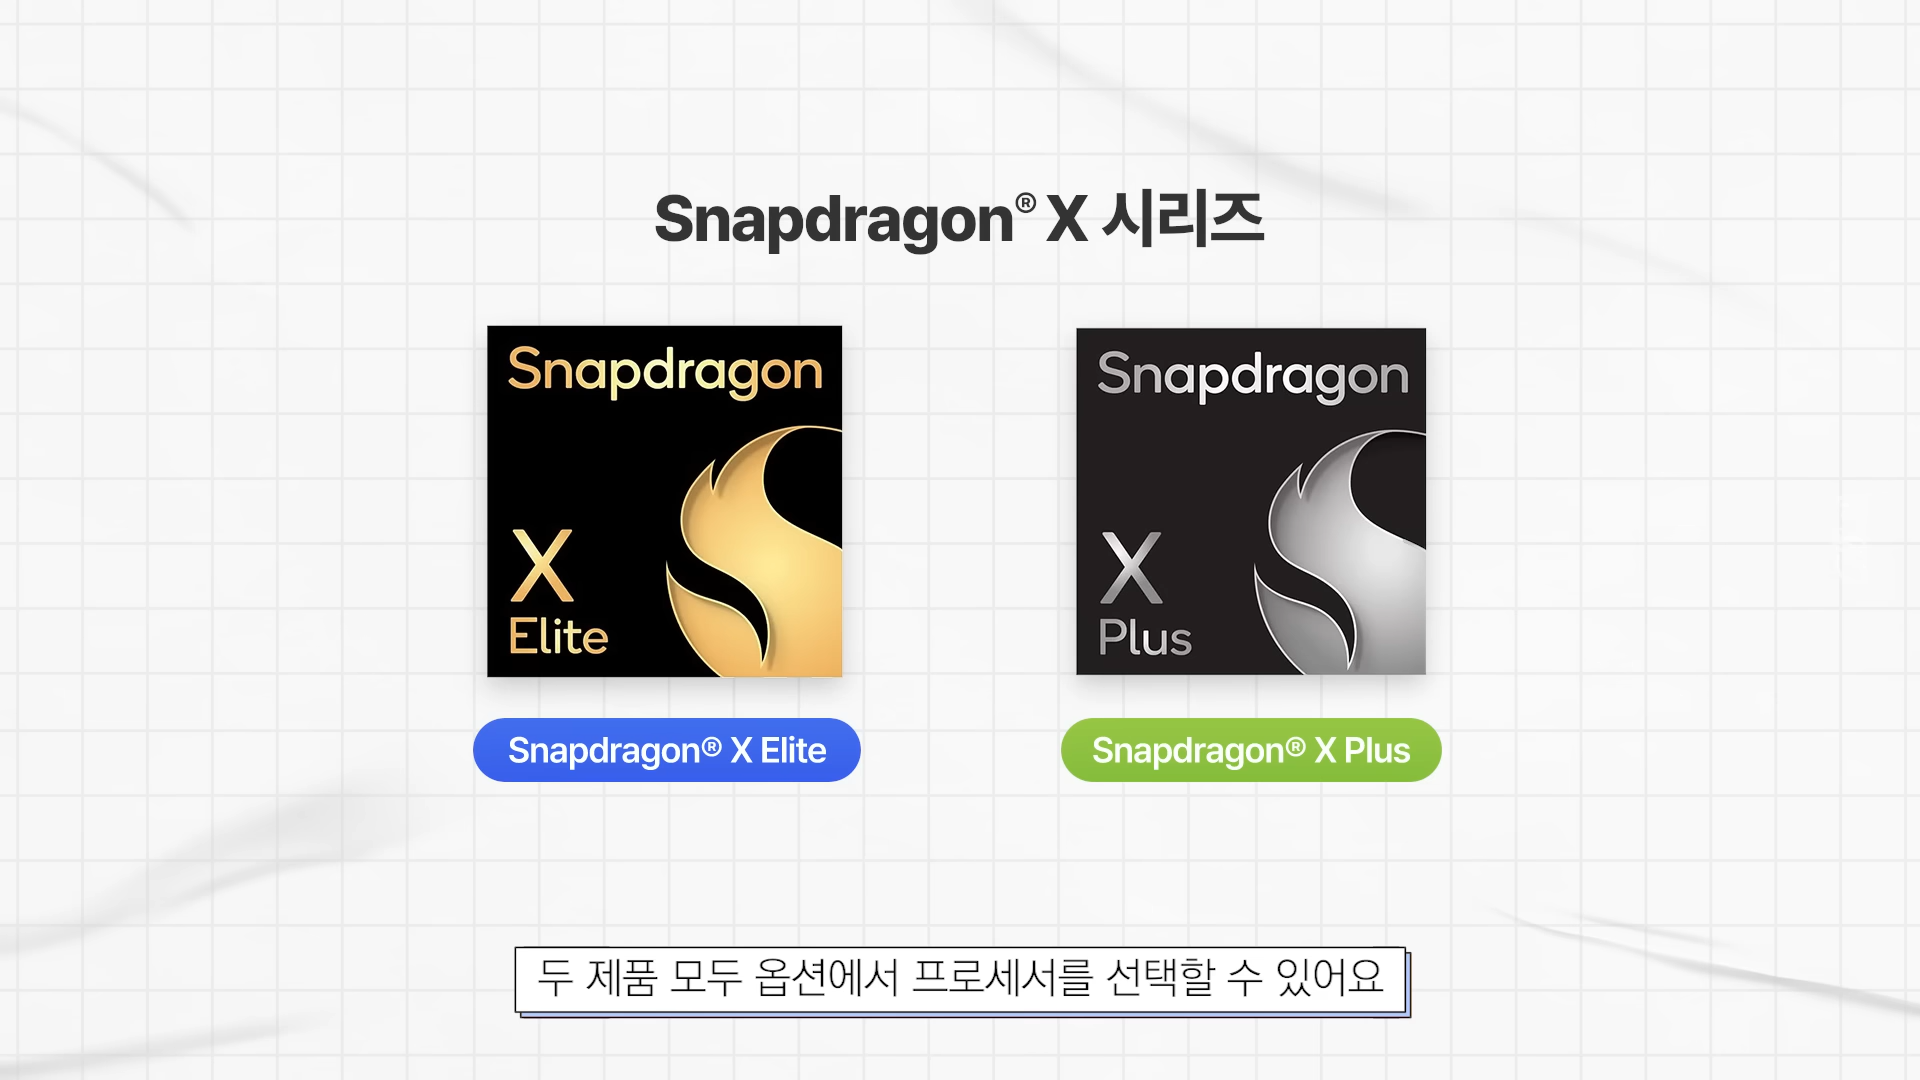 Snapdragon® X 시리즈
Snapdragon
X
Elite
Snapdragon
X
Plus
Snapdragon® X Elite
Snapdragon® X Plus
두 제품 모두 옵션에서 프로세서를 선택할 수 있어요